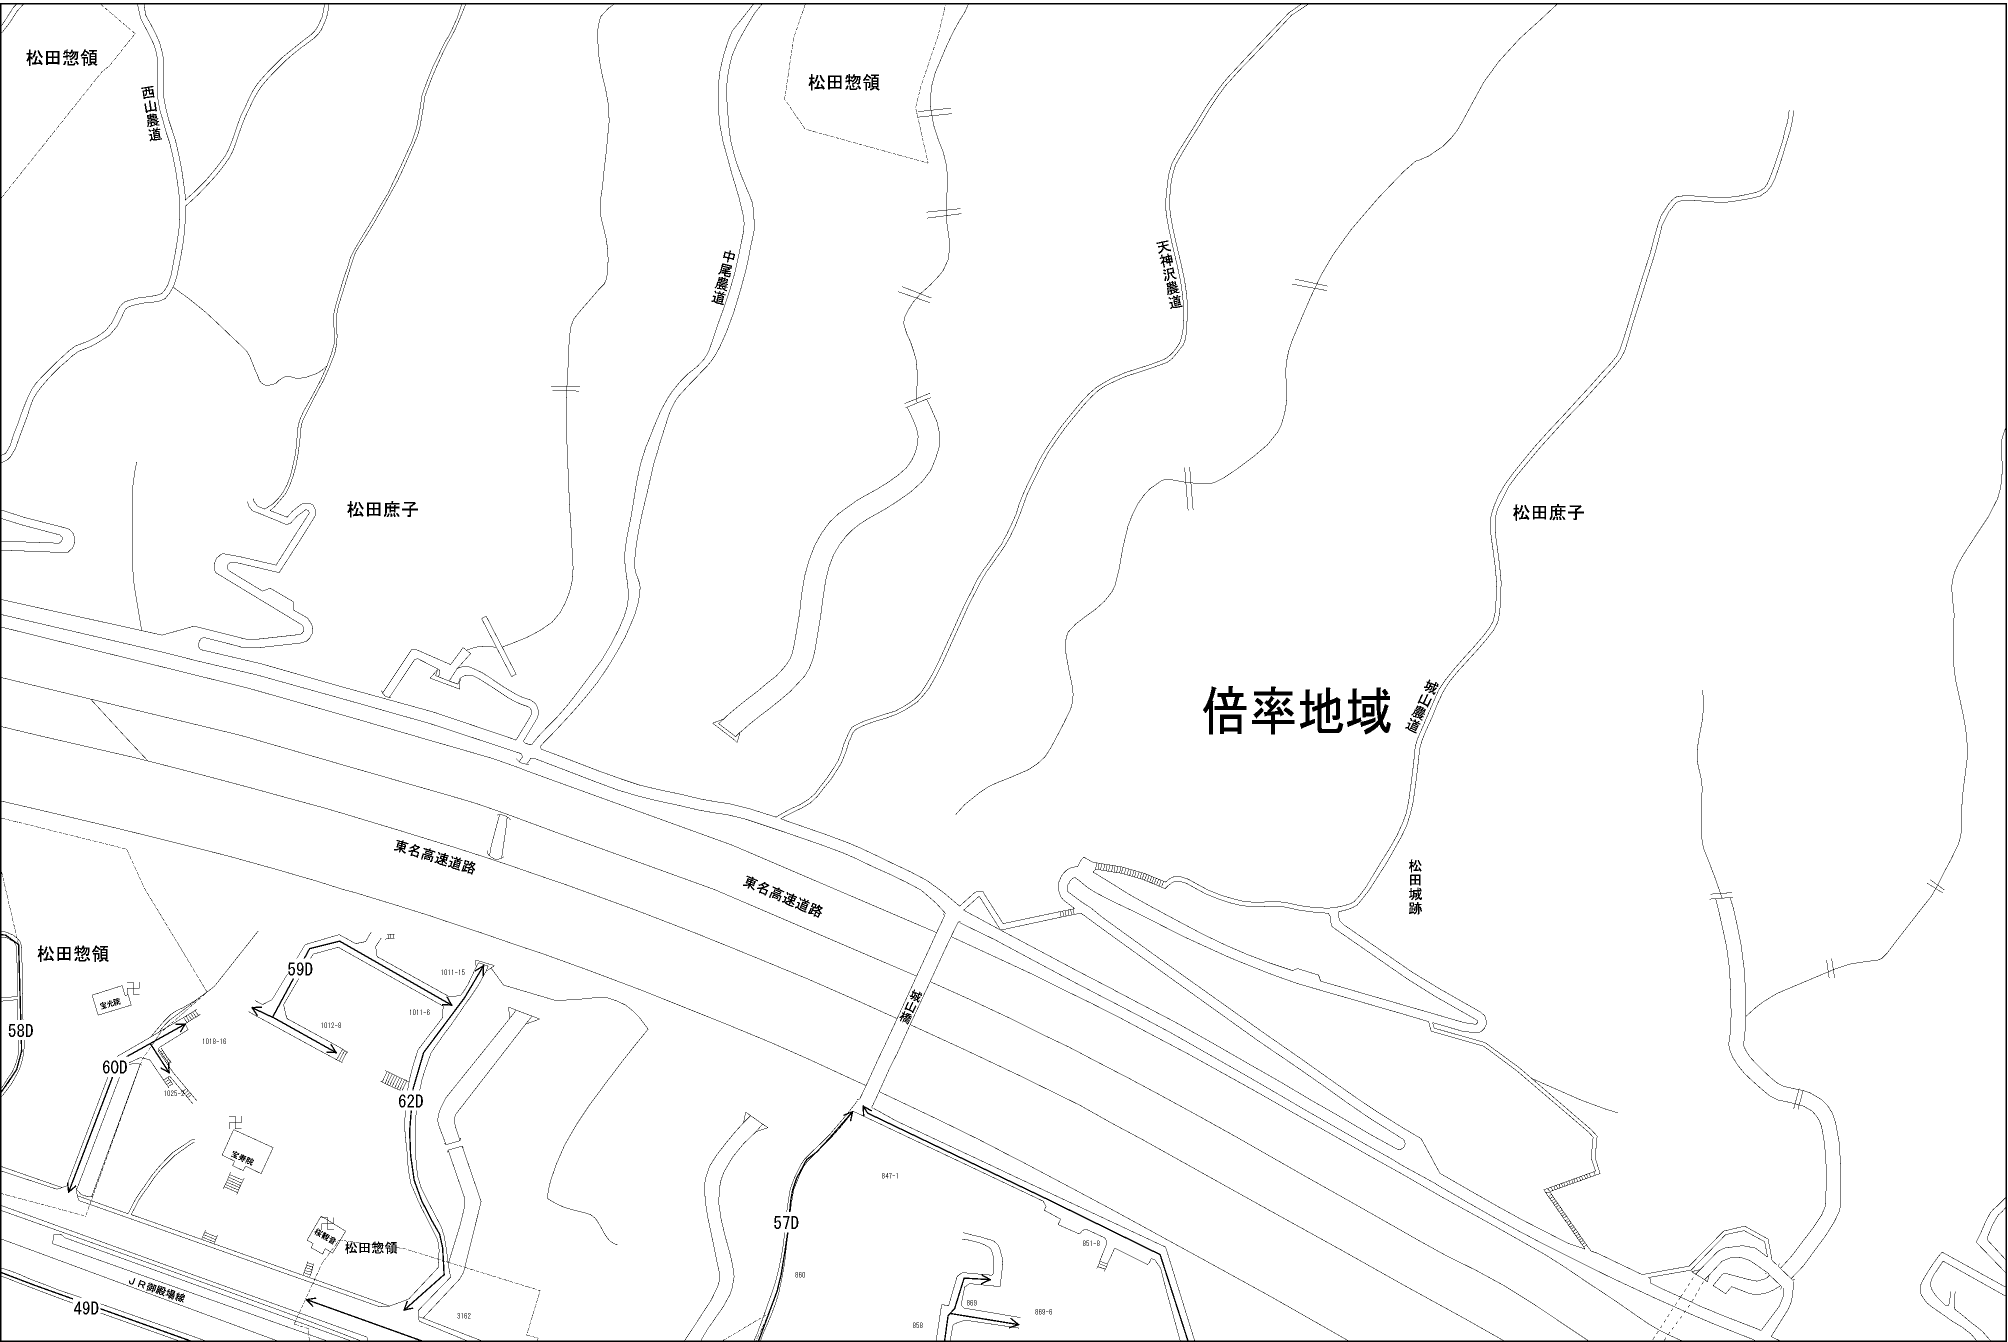 松田惣領
松田惣領
西山農道
中尾農道
天神沢農道
松田庶子
松田庶子
倍率地域
城山農道
東名高速道路
東名高速道路
松田城跡
松田惣領
59D
1011-15
宝光院
1011-6
城山橋
58D
1012-8
1018-16
60D
1025-2
62D
宝寿院
847-1
57D
桜観音
松田惣領
851-8
860
ＪＲ御殿場線
869
49D
3162
858
869-6